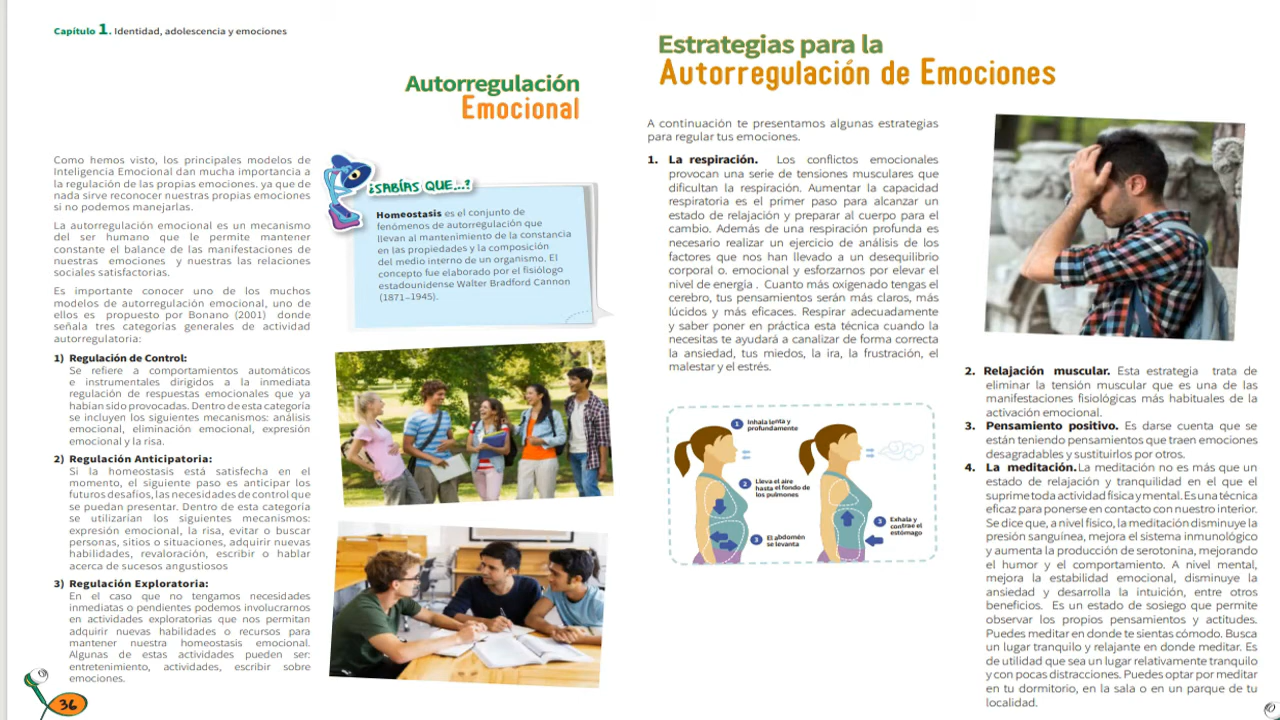 Capítulo 1. Identidad, adolescencia y emociones
Autorregulación
Emocional
Como hemos visto, los principales modelos de
Inteligencia Emocional dan mucha importancia a
la regulación de las propias emociones, ya que de
nada sirve reconocer nuestras propias emociones
si no podemos manejarlas.
La autorregulación emocional es un mecanismo
del ser humano que le permite mantener
constante el balance de las manifestaciones de
nuestras emociones y nuestras las relaciones
sociales satisfactorias.
Es importante conocer uno de los muchos
modelos de autorregulación emocional, uno de
ellos es propuesto por Bonano (2001) donde
señala tres categorías generales de actividad
autorregulatoria:
1) Regulación de Control:
Se refiere a comportamientos automáticos
e instrumentales dirigidos a la inmediata
regulación de respuestas emocionales que ya
habían sido provocadas. Dentro de esta categoría
se incluyen los siguientes mecanismos: análisis
emocional, eliminación emocional, expresión
emocional y la risa.
2) Regulación Anticipatoria:
Si la homeostasis está satisfecha en el
momento, el siguiente paso es anticipar los
futuros desafíos, las necesidades de control que
se puedan presentar. Dentro de esta categoría
se utilizarían los siguientes mecanismos:
expresión emocional, la risa, evitar o buscar
personas, sitios o situaciones, adquirir nuevas
habilidades, revaloración, escribir o hablar
acerca de sucesos angustiosos
3) Regulación Exploratoria:
En el caso que no tengamos necesidades
inmediatas o pendientes podemos involucrarnos
en actividades exploratorias que nos permitan
adquirir nuevas habilidades o recursos para
mantener nuestra homeostasis emocional.
Algunas de estas actividades pueden ser:
entretenimiento, actividades, escribir sobre
emociones.
36
¿SABÍAS QUE...?
Homeostasis es el conjunto de
fenómenos de autorregulación que
llevan al mantenimiento de la constancia
en las propiedades y la composición
del medio interno de un organismo. El
concepto fue elaborado por el fisiólogo
estadounidense Walter Bradford Cannon
(1871-1945).
Estrategias para la
Autorregulación de Emociones
A continuación te presentamos algunas estrategias
para regular tus emociones.
1. La respiración. Los conflictos emocionales
provocan una serie de tensiones musculares que
dificultan la respiración. Aumentar la capacidad
respiratoria es el primer paso para alcanzar un
estado de relajación y preparar al cuerpo para el
cambio. Además de una respiración profunda es
necesario realizar un ejercicio de análisis de los
factores que nos han llevado a un desequilibrio
corporal o. emocional y esforzarnos por elevar el
nivel de energía . Cuanto más oxigenado tengas el
cerebro, tus pensamientos serán más claros, más
lúcidos y más eficaces. Respirar adecuadamente
y saber poner en práctica esta técnica cuando la
necesitas te ayudará a canalizar de forma correcta
la ansiedad, tus miedos, la ira, la frustración, el
malestar y el estrés.
1 Inhala lenta y
profundamente
2 Lleva el aire
hasta el fondo de
los pulmones
3 El abdomén
se levanta
3 Exhala y
contrae el
estómago
2. Relajación muscular. Esta estrategia trata de
eliminar la tensión muscular que es una de las
manifestaciones fisiológicas más habituales de la
activación emocional.
3. Pensamiento positivo. Es darse cuenta que se
están teniendo pensamientos que traen emociones
desagradables y sustituirlos por otros.
4. La meditación. La meditación no es más que un
estado de relajación y tranquilidad en el que el
suprime toda actividad física y mental. Es una técnica
eficaz para ponerse en contacto con nuestro interior.
Se dice que, a nivel físico, la meditación disminuye la
presión sanguínea, mejora el sistema inmunológico
y aumenta la producción de serotonina, mejorando
el humor y el comportamiento. A nivel mental,
mejora la estabilidad emocional, disminuye la
ansiedad y desarrolla la intuición, entre otros
beneficios. Es un estado de sosiego que permite
observar los propios pensamientos y actitudes.
Puedes meditar en donde te sientas cómodo. Busca
un lugar tranquilo y relajante en donde meditar. Es
de utilidad que sea un lugar relativamente tranquilo
y con pocas distracciones. Puedes optar por meditar
en tu dormitorio, en la sala o en un parque de tu
localidad.